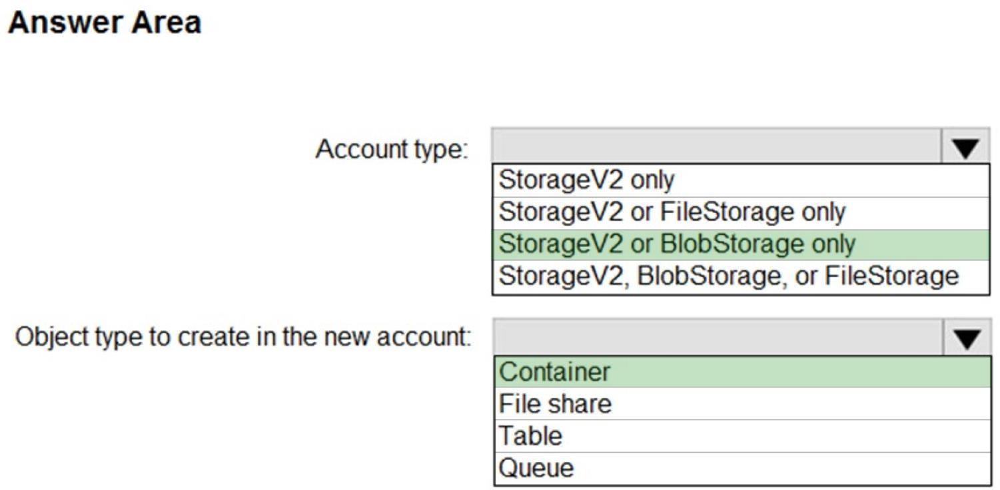 Answer Area
Account type:
StorageV2 only
StorageV2 or FileStorage only
StorageV2 or BlobStorage only
StorageV2, BlobStorage, or FileStorage
Object type to create in the new account:
Container
File share
Table
Queue